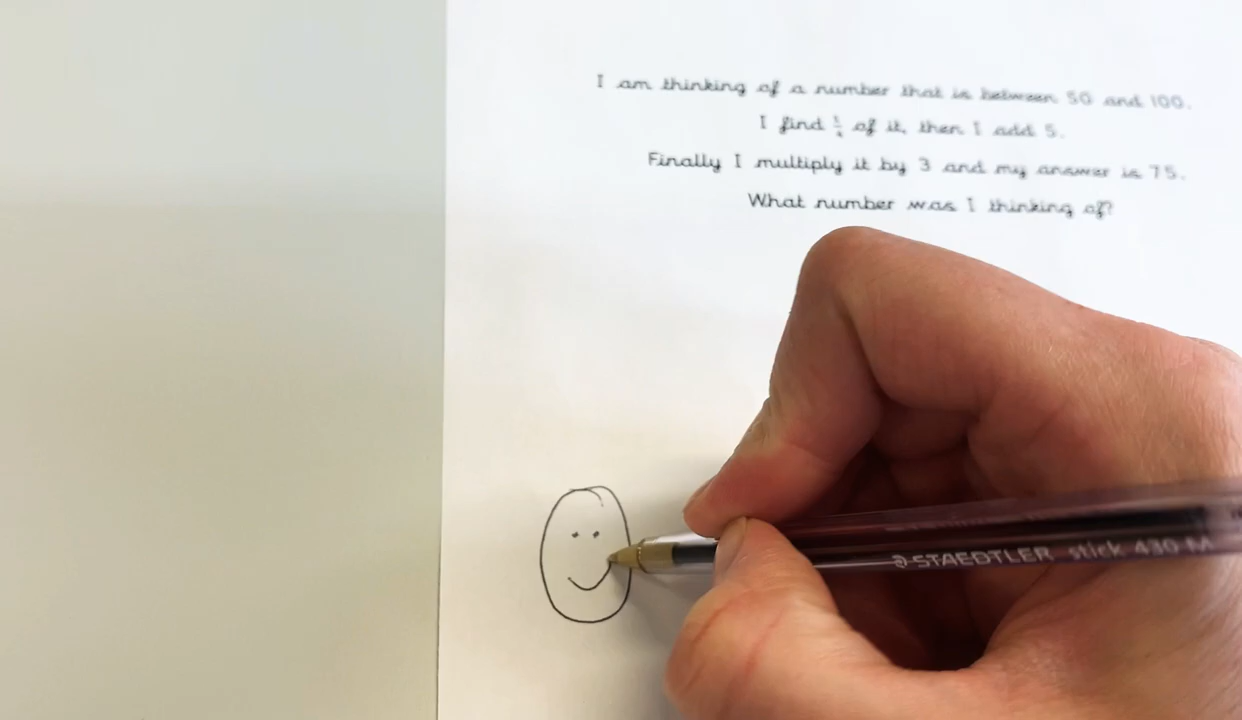 I am thinking of a number that is between 50 and 100.
I find ¼ of it, then I add 5.
Finally I multiply it by 3 and my answer is 75.
What number was I thinking of?
STAEDTLER stick 430 M